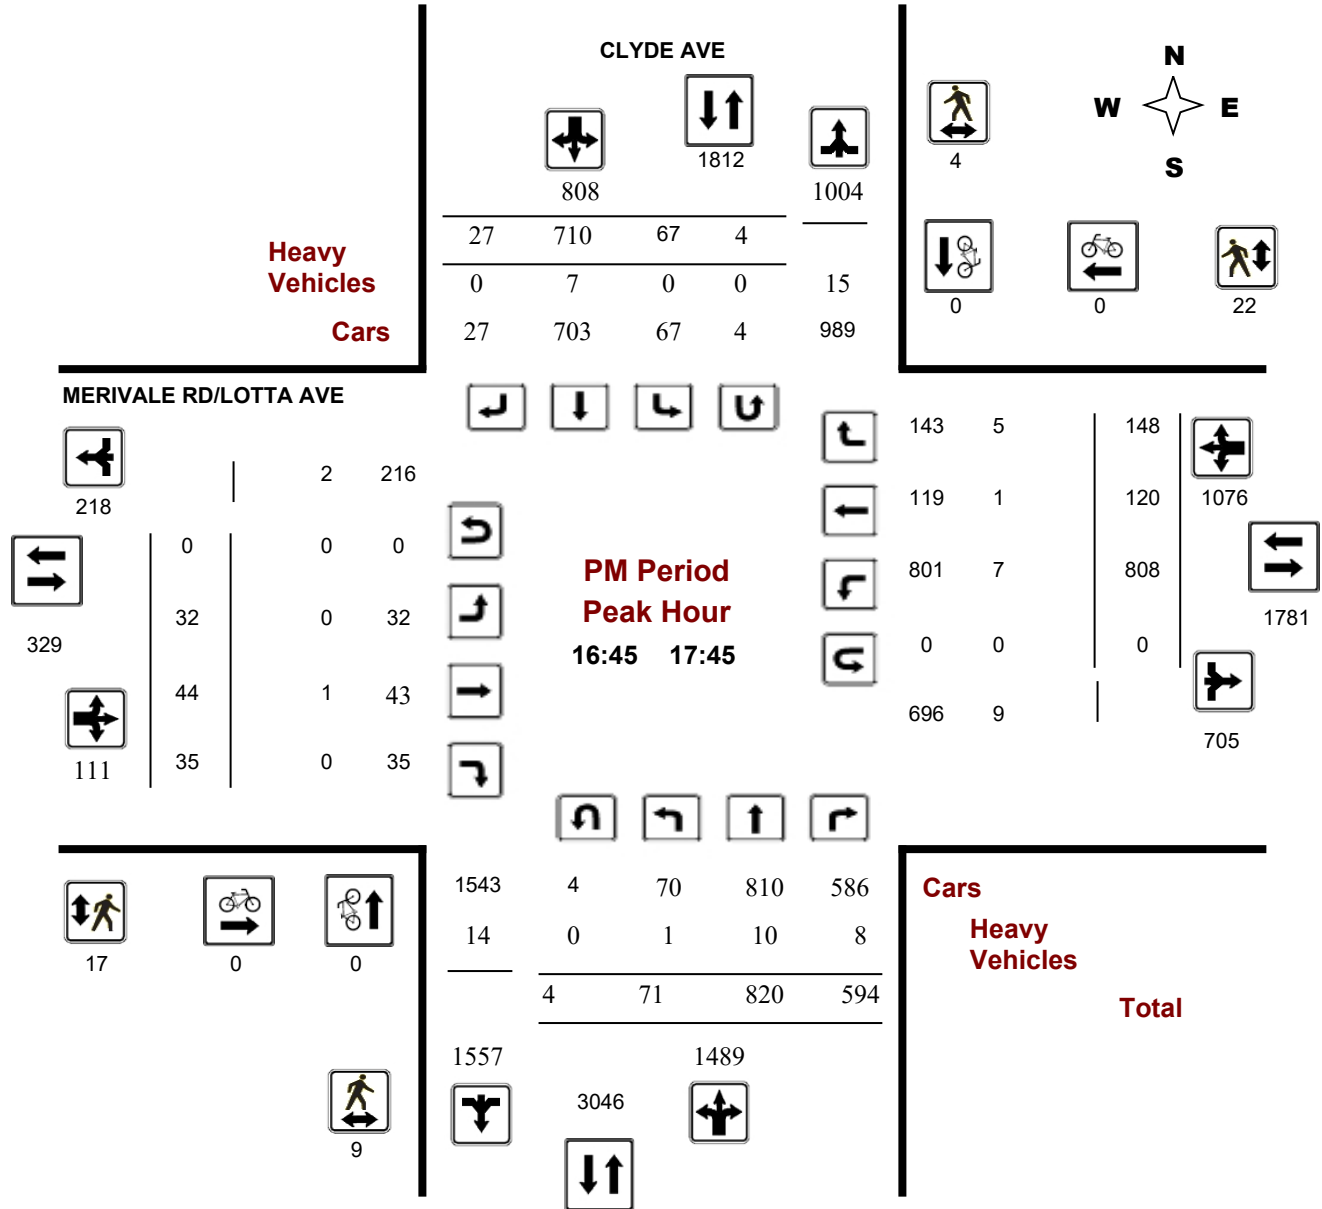 CLYDE AVE
N
W E
S
1812
4
808 1004
27 710 67 4
Heavy
Vehicles
0 7 0 0 15
0 0 22
Cars
27 703 67 4 989
MERIVALE RD/LOTTA AVE
143 5 148
2 216
218
119 1 120 1076
0 0 0
PM Period
801 7 808
Peak Hour
32 0 32
1781
329
16:45 17:45
0 0 0
44 1 43
696 9
705
111 35 0 35
1543 4 70 810 586
Cars
14 0 1 10 8
Heavy
Vehicles
17 0 0
4 71 820 594
Total
1557 1489
3046
9